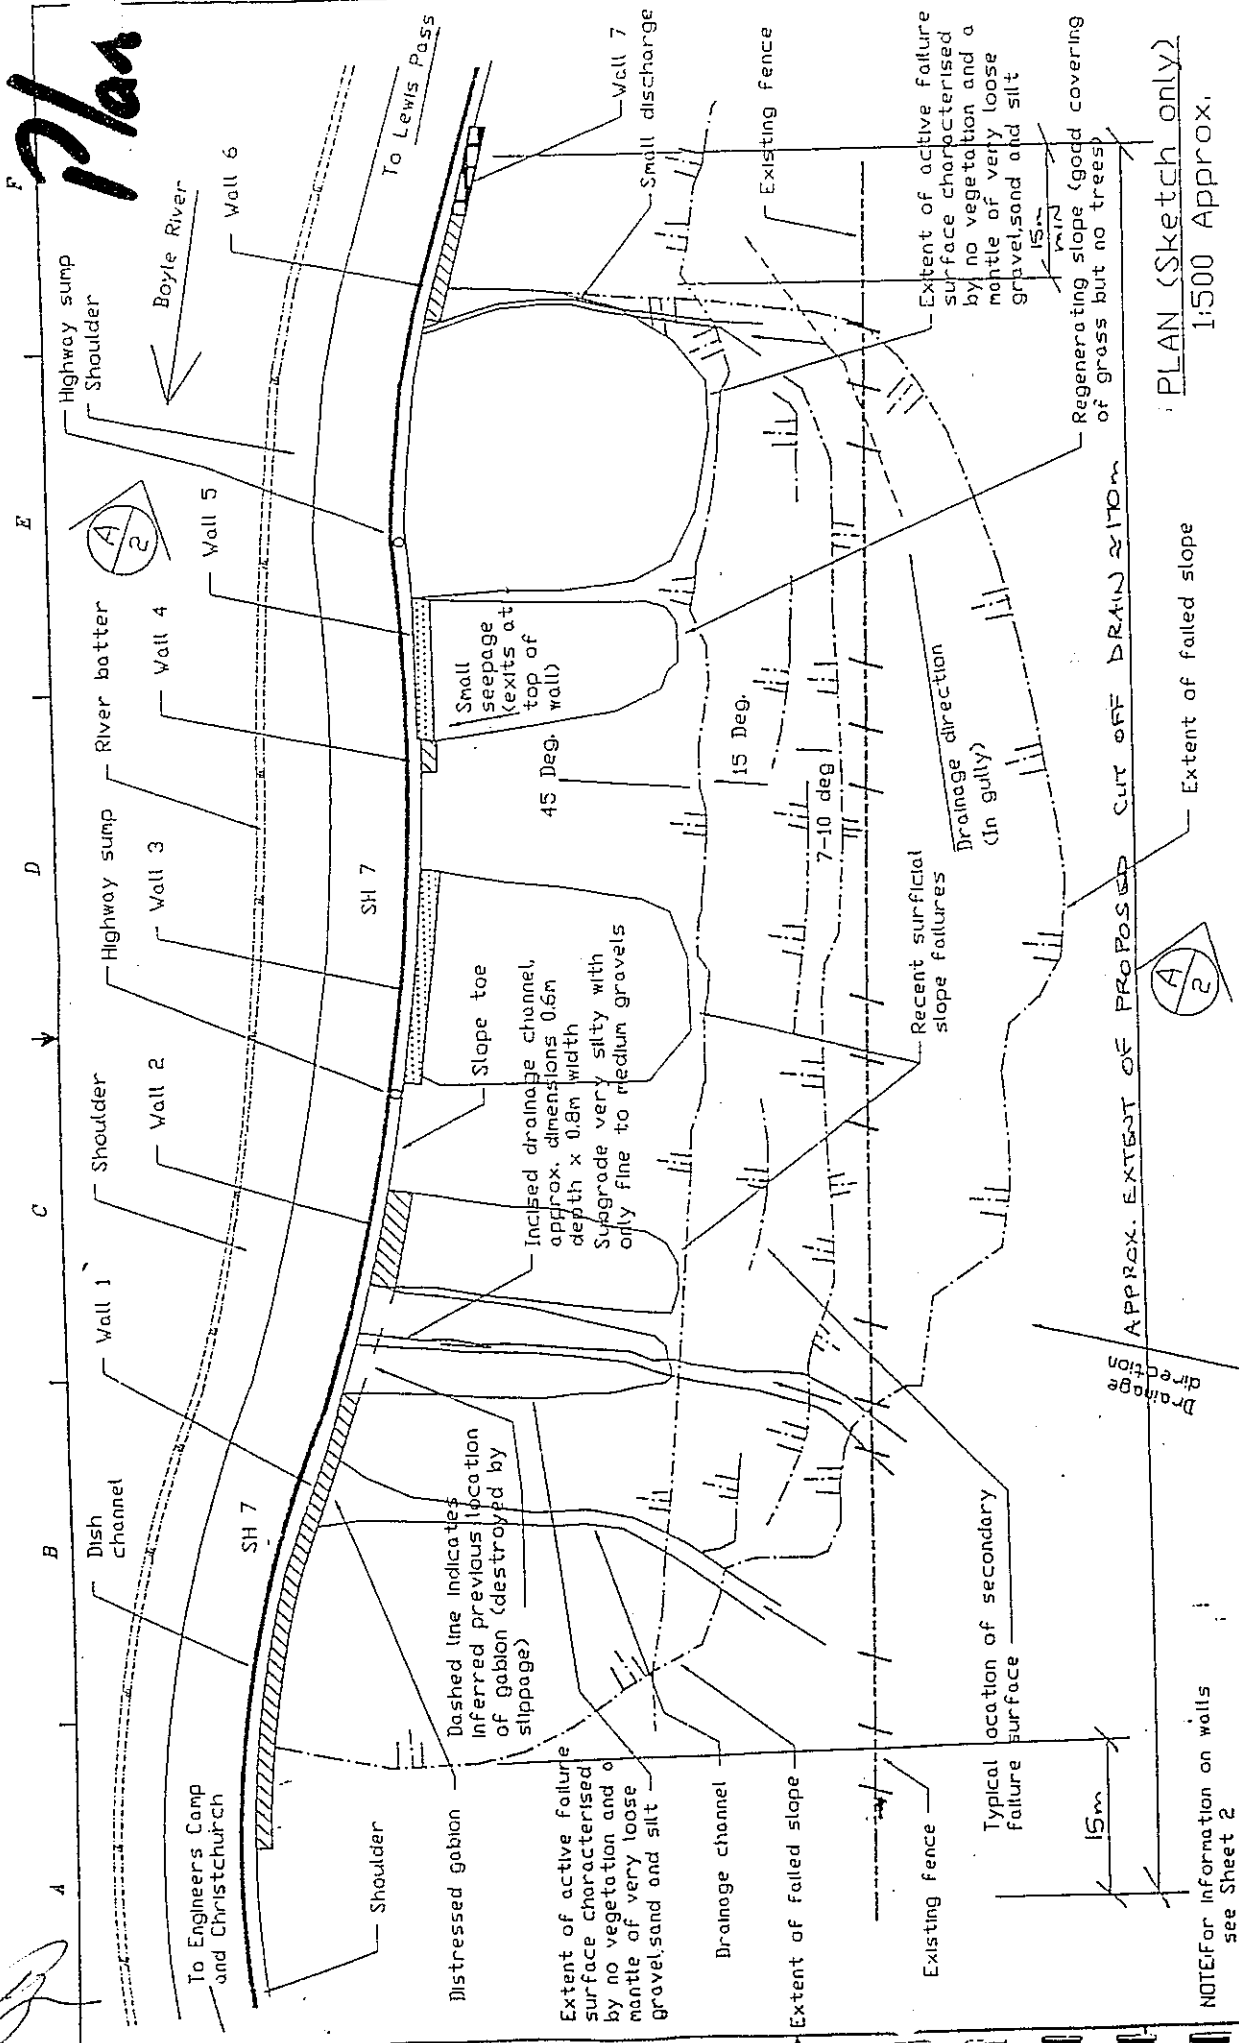 Plan
A
B
C
D
E
F
To Engineers Camp
and Christchurch
Dish
channel
Wall 1
Shoulder
Wall 2
Highway sump
Wall 3
River batter
Wall 4
A
2
Wall 5
Highway sump
Shoulder
Boyle River
Wall 6
To Lewis Pass
SH 7
SH 7
Wall 7
Small discharge
Existing fence
Shoulder
Distressed gabion
Dashed line indicates
inferred previous location
of gabion (destroyed by
slippage)
Slope toe
Incised drainage channel,
approx. dimensions 0.6m
depth x 0.8m width
Subgrade very silty with
only fine to medium gravels
45 Deg.
Small
seepage
(exits at
top of
wall)
15 Deg.
7-10 deg
Extent of active failure
surface characterised
by no vegetation and a
mantle of very loose
gravel,sand and silt
Extent of active failure
surface characterised
by no vegetation and a
mantle of very loose
gravel,sand and silt
Drainage channel
Extent of failed slope
Existing fence
Recent surficial
slope failures
Drainage direction
(In gully)
Regenerating slope (good covering
of grass but no trees)
15m
min
Typical location of secondary
failure surface
Drainage
direction
Extent of failed slope
15m
APPROX. EXTENT OF PROPOSED CUT OFF DRAIN ≈170m
A
2
PLAN (Sketch only)
1:500 Approx.
NOTE:For information on walls
see Sheet 2